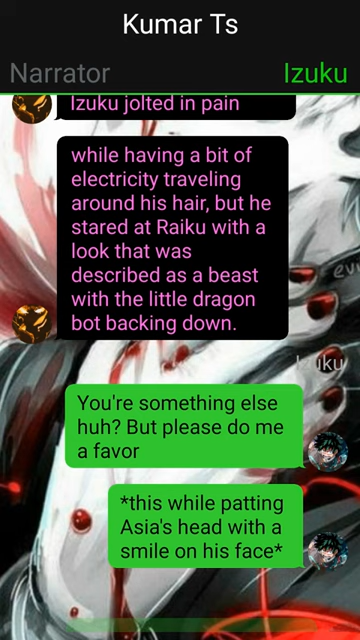 Kumar Ts
Narrator
Izuku
Izuku jolted in pain
while having a bit of
electricity traveling
around his hair, but he
stared at Raiku with a
look that was
described as a beast
with the little dragon
bot backing down.
Izuku
You're something else
huh? But please do me
a favor
*this while patting
Asia's head with a
smile on his face*